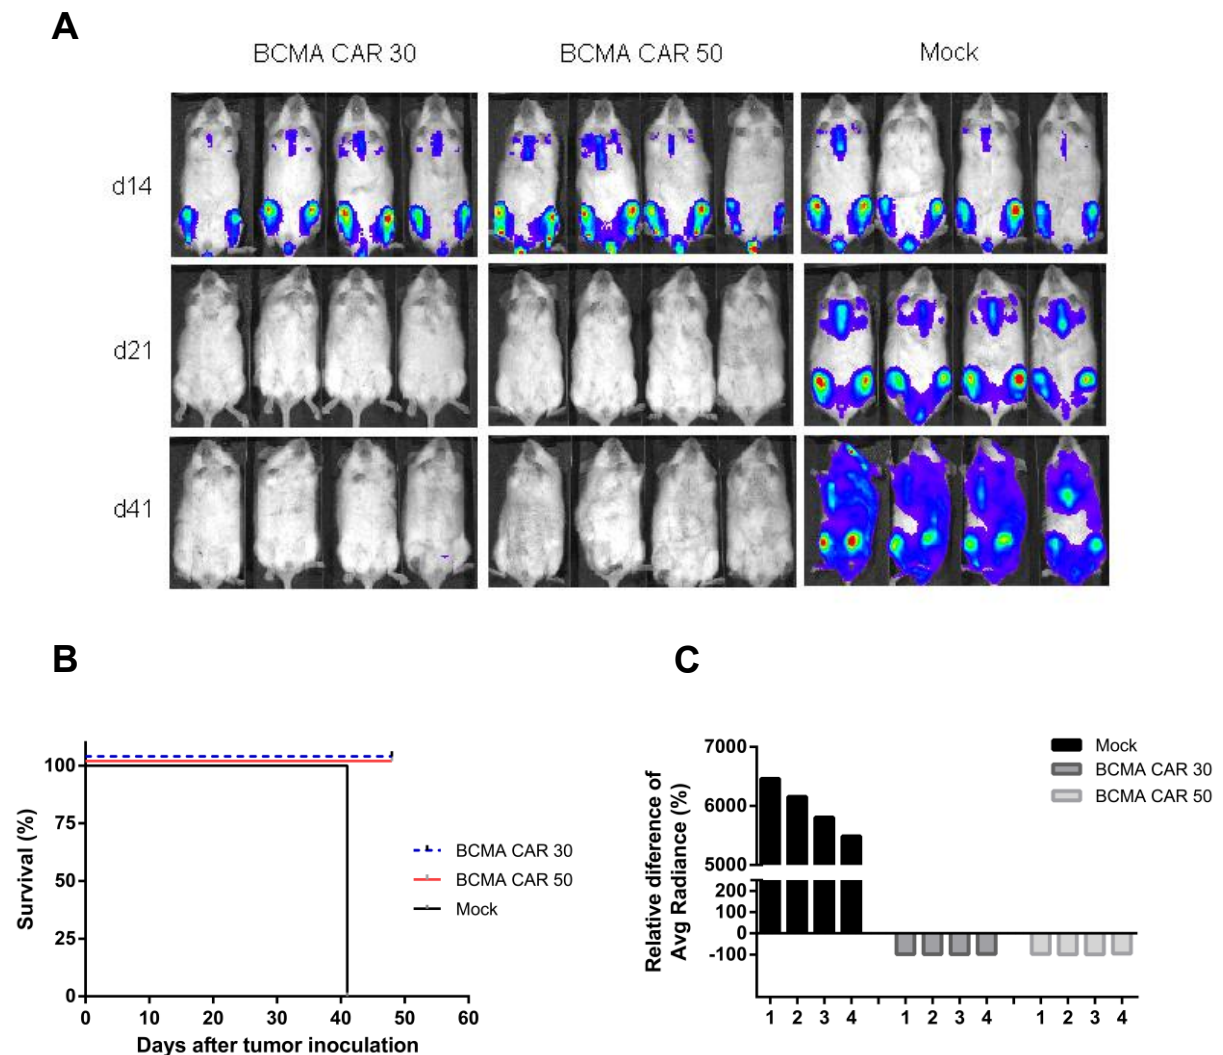 A
BCMA CAR 30
BCMA CAR 50
Mock
d14
d21
d41
B
Survival (%)
100
75
50
25
0
0 10 20 30 40 50 60
Days after tumor inoculation
BCMA CAR 30
BCMA CAR 50
Mock
C
Relative diference of
Avg Radiance (%)
7000
6000
5000
200
100
0
-100
1 2 3 4 1 2 3 4 1 2 3 4
Mock
BCMA CAR 30
BCMA CAR 50